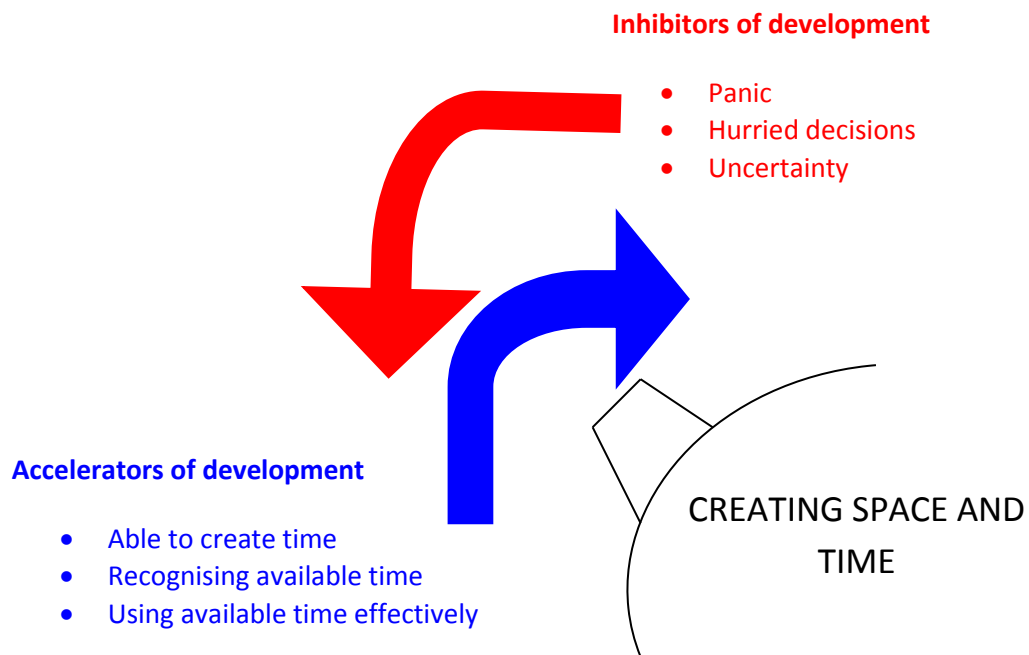 Inhibitors of development
• Panic
• Hurried decisions
• Uncertainty
Accelerators of development
• Able to create time
• Recognising available time
• Using available time effectively
CREATING SPACE AND
TIME